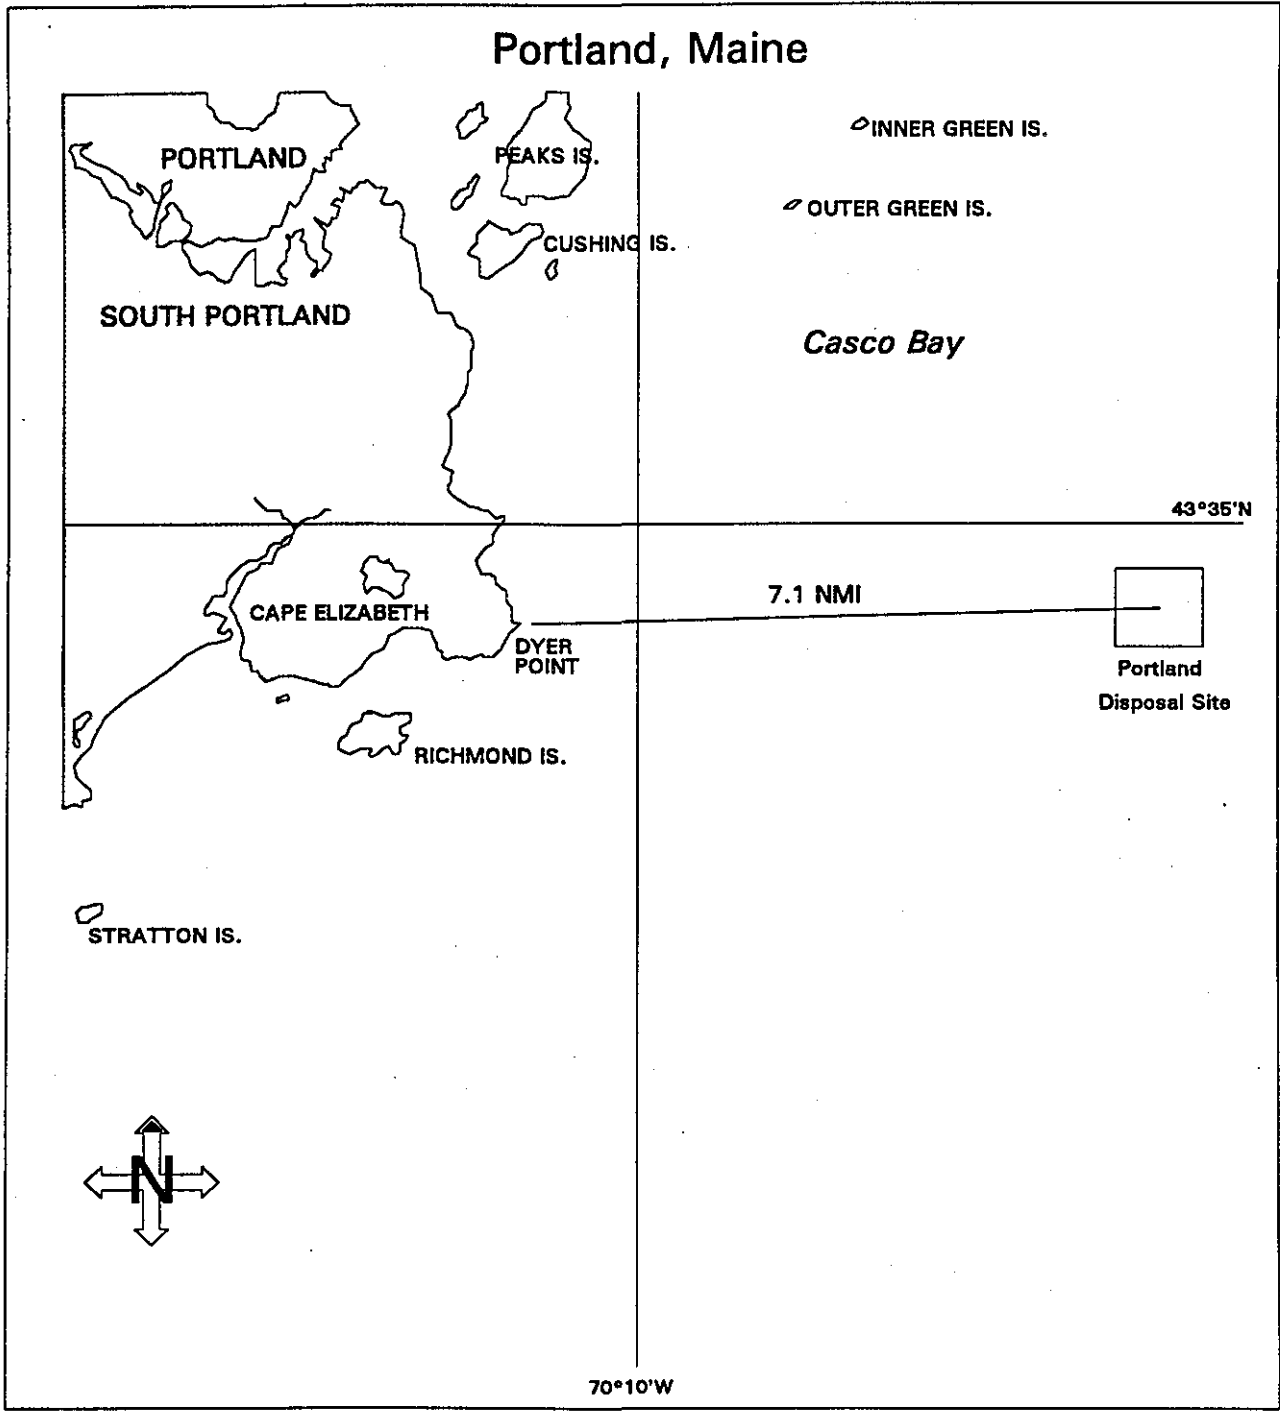 Portland, Maine
INNER GREEN IS.
PORTLAND
PEAKS IS.
OUTER GREEN IS.
CUSHING IS.
SOUTH PORTLAND
Casco Bay
43°35'N
7.1 NMI
CAPE ELIZABETH
DYER
POINT
Portland
Disposal Site
RICHMOND IS.
STRATTON IS.
N
70°10'W